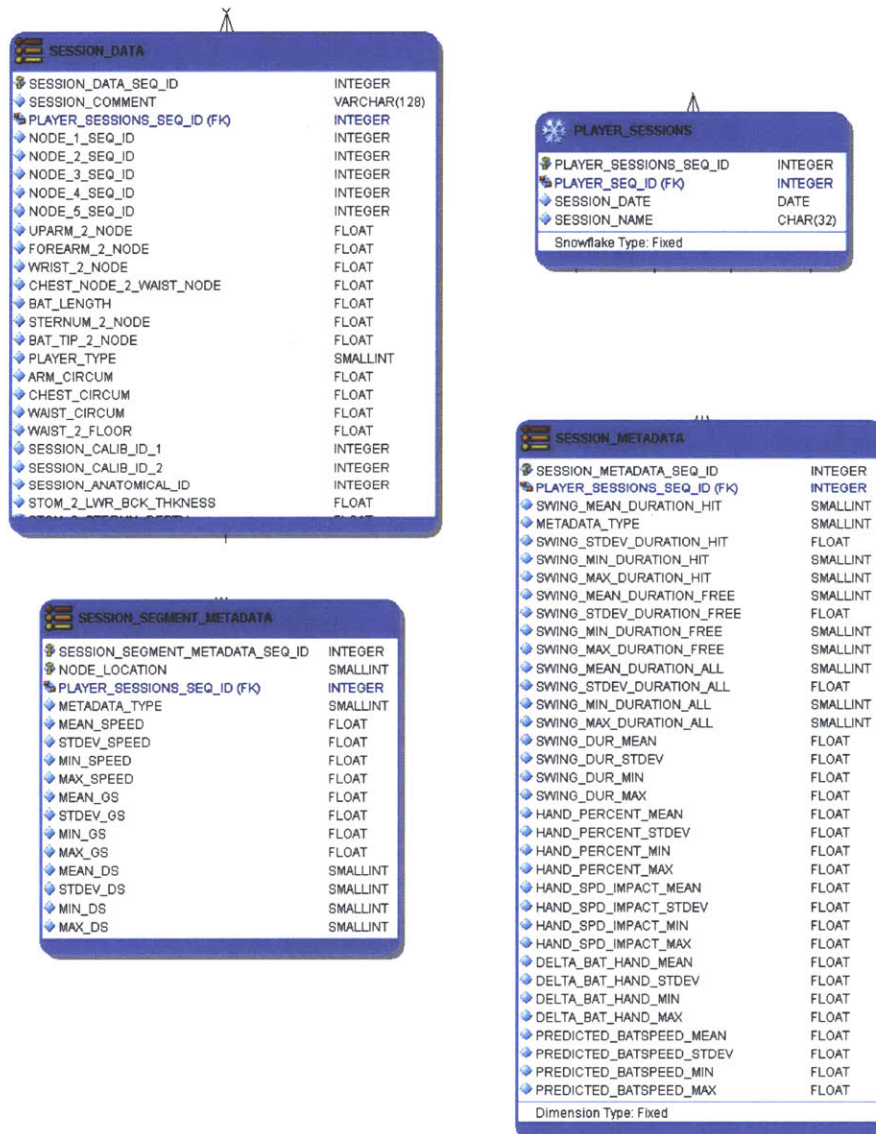 SESSION_DATA
SESSION_DATA_SEQ_ID INTEGER
SESSION_COMMENT VARCHAR(128)
PLAYER_SESSIONS_SEQ_ID (FK) INTEGER
NODE_1_SEQ_ID INTEGER
NODE_2_SEQ_ID INTEGER
NODE_3_SEQ_ID INTEGER
NODE_4_SEQ_ID INTEGER
NODE_5_SEQ_ID INTEGER
UPARM_2_NODE FLOAT
FOREARM_2_NODE FLOAT
WRIST_2_NODE FLOAT
CHEST_NODE_2_WAIST_NODE FLOAT
BAT_LENGTH FLOAT
STERNUM_2_NODE FLOAT
BAT_TIP_2_NODE FLOAT
PLAYER_TYPE SMALLINT
ARM_CIRCUM FLOAT
CHEST_CIRCUM FLOAT
WAIST_CIRCUM FLOAT
WAIST_2_FLOOR FLOAT
SESSION_CALIB_ID_1 INTEGER
SESSION_CALIB_ID_2 INTEGER
SESSION_ANATOMICAL_ID INTEGER
STOM_2_LWR_BCK_THKNESS FLOAT
PLAYER_SESSIONS
PLAYER_SESSIONS_SEQ_ID INTEGER
PLAYER_SEQ_ID (FK) INTEGER
SESSION_DATE DATE
SESSION_NAME CHAR(32)
Snowflake Type: Fixed
SESSION_SEGMENT_METADATA
SESSION_SEGMENT_METADATA_SEQ_ID INTEGER
NODE_LOCATION SMALLINT
PLAYER_SESSIONS_SEQ_ID (FK) INTEGER
METADATA_TYPE SMALLINT
MEAN_SPEED FLOAT
STDEV_SPEED FLOAT
MIN_SPEED FLOAT
MAX_SPEED FLOAT
MEAN_GS FLOAT
STDEV_GS FLOAT
MIN_GS FLOAT
MAX_GS FLOAT
MEAN_DS SMALLINT
STDEV_DS SMALLINT
MIN_DS SMALLINT
MAX_DS SMALLINT
SESSION_METADATA
SESSION_METADATA_SEQ_ID INTEGER
PLAYER_SESSIONS_SEQ_ID (FK) INTEGER
SWING_MEAN_DURATION_HIT SMALLINT
METADATA_TYPE SMALLINT
SWING_STDEV_DURATION_HIT FLOAT
SWING_MIN_DURATION_HIT SMALLINT
SWING_MAX_DURATION_HIT SMALLINT
SWING_MEAN_DURATION_FREE SMALLINT
SWING_STDEV_DURATION_FREE FLOAT
SWING_MIN_DURATION_FREE SMALLINT
SWING_MAX_DURATION_FREE SMALLINT
SWING_MEAN_DURATION_ALL SMALLINT
SWING_STDEV_DURATION_ALL FLOAT
SWING_MIN_DURATION_ALL SMALLINT
SWING_MAX_DURATION_ALL SMALLINT
SWING_DUR_MEAN FLOAT
SWING_DUR_STDEV FLOAT
SWING_DUR_MIN FLOAT
SWING_DUR_MAX FLOAT
HAND_PERCENT_MEAN FLOAT
HAND_PERCENT_STDEV FLOAT
HAND_PERCENT_MIN FLOAT
HAND_PERCENT_MAX FLOAT
HAND_SPD_IMPACT_MEAN FLOAT
HAND_SPD_IMPACT_STDEV FLOAT
HAND_SPD_IMPACT_MIN FLOAT
HAND_SPD_IMPACT_MAX FLOAT
DELTA_BAT_HAND_MEAN FLOAT
DELTA_BAT_HAND_STDEV FLOAT
DELTA_BAT_HAND_MIN FLOAT
DELTA_BAT_HAND_MAX FLOAT
PREDICTED_BATSPEED_MEAN FLOAT
PREDICTED_BATSPEED_STDEV FLOAT
PREDICTED_BATSPEED_MIN FLOAT
PREDICTED_BATSPEED_MAX FLOAT
Dimension Type: Fixed